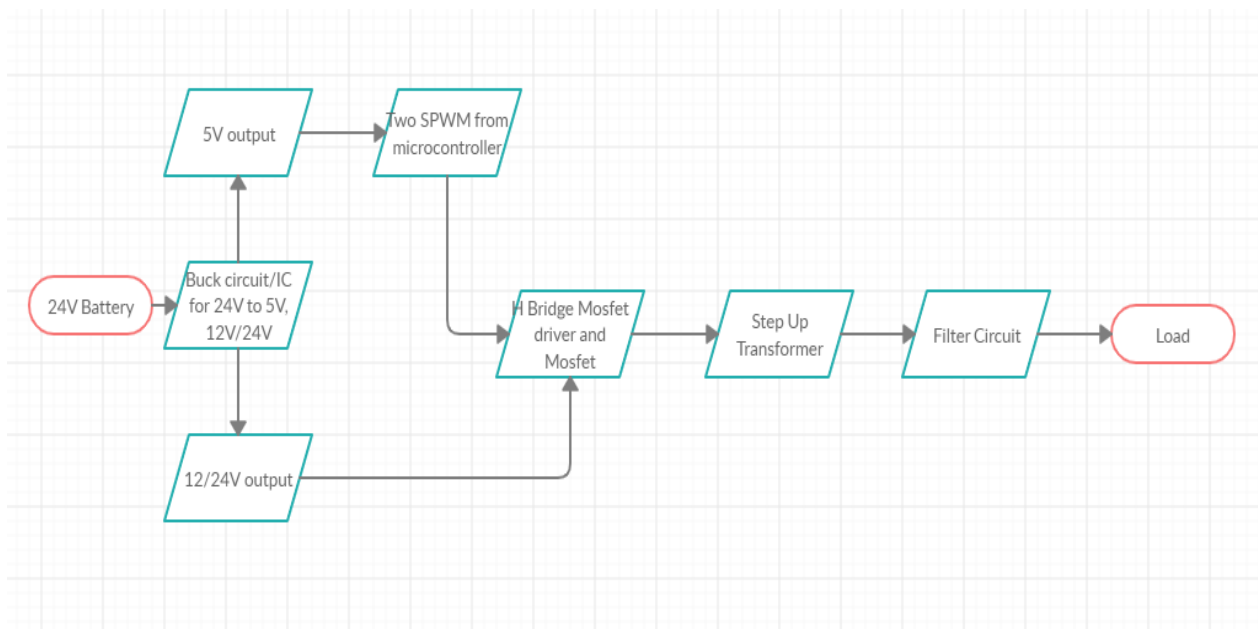 5V output
Two SPWM from
microcontroller
24V Battery
Buck circuit/IC
for 24V to 5V,
12V/24V
H Bridge Mosfet
driver and
Mosfet
Step Up
Transformer
Filter Circuit
Load
12/24V output